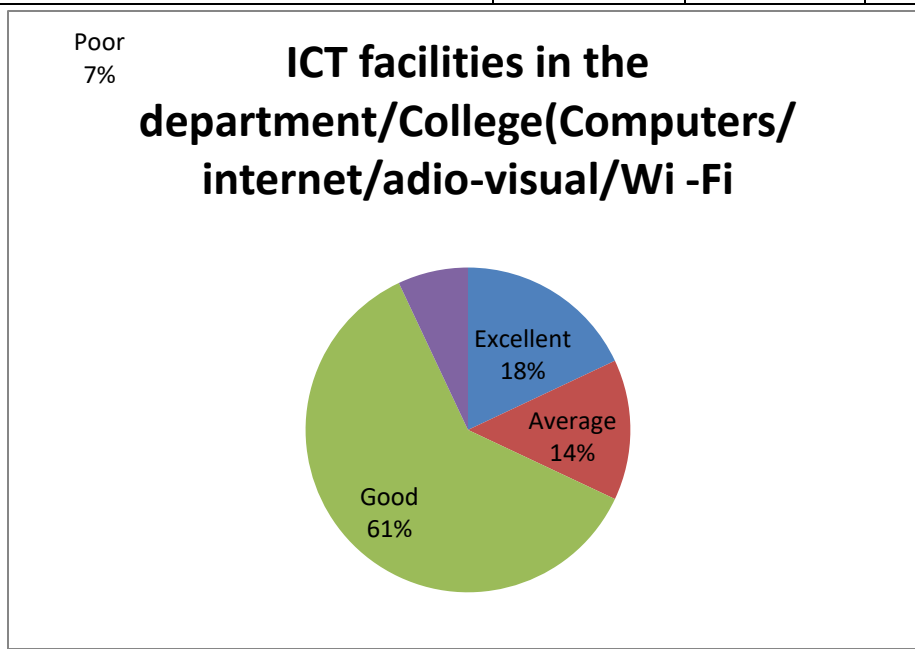 Poor
7%
ICT facilities in the
department/College(Computers/
internet/adio-visual/Wi -Fi
Excellent
18%
Average
14%
Good
61%